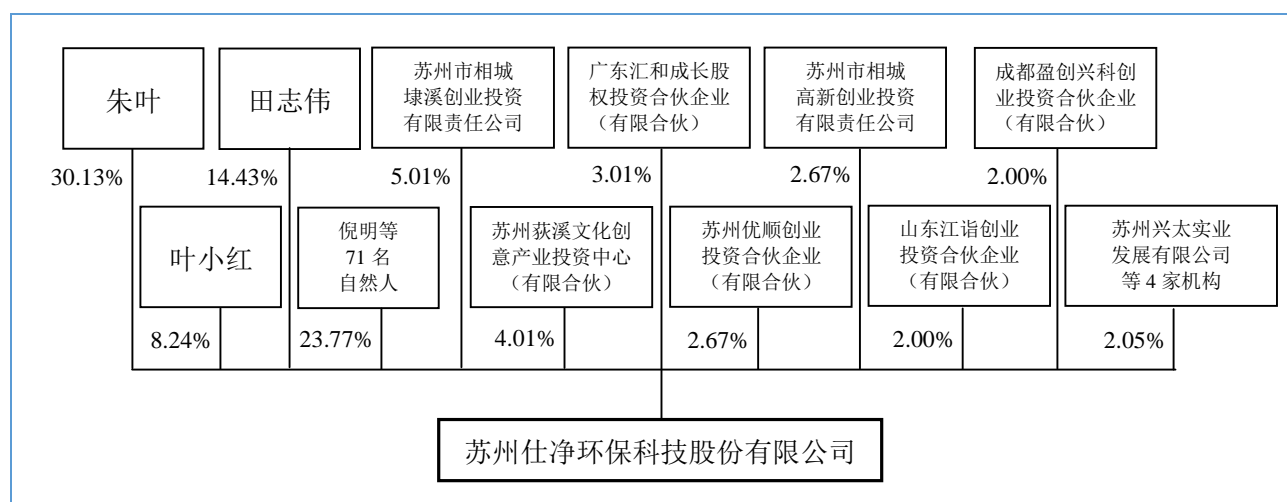 朱叶
田志伟
苏州市相城
埭溪创业投资
有限责任公司
广东汇和成长股
权投资合伙企业
（有限合伙）
苏州市相城
高新创业投资
有限责任公司
成都盈创兴科创
业投资合伙企业
（有限合伙）
30.13%
14.43%
5.01%
3.01%
2.67%
2.00%
叶小红
倪明等
71 名
自然人
苏州荻溪文化创
意产业投资中心
（有限合伙）
苏州优顺创业
投资合伙企业
（有限合伙）
山东江诣创业
投资合伙企业
（有限合伙）
苏州兴太实业
发展有限公司
等 4 家机构
8.24%
23.77%
4.01%
2.67%
2.00%
2.05%
苏州仕净环保科技股份有限公司